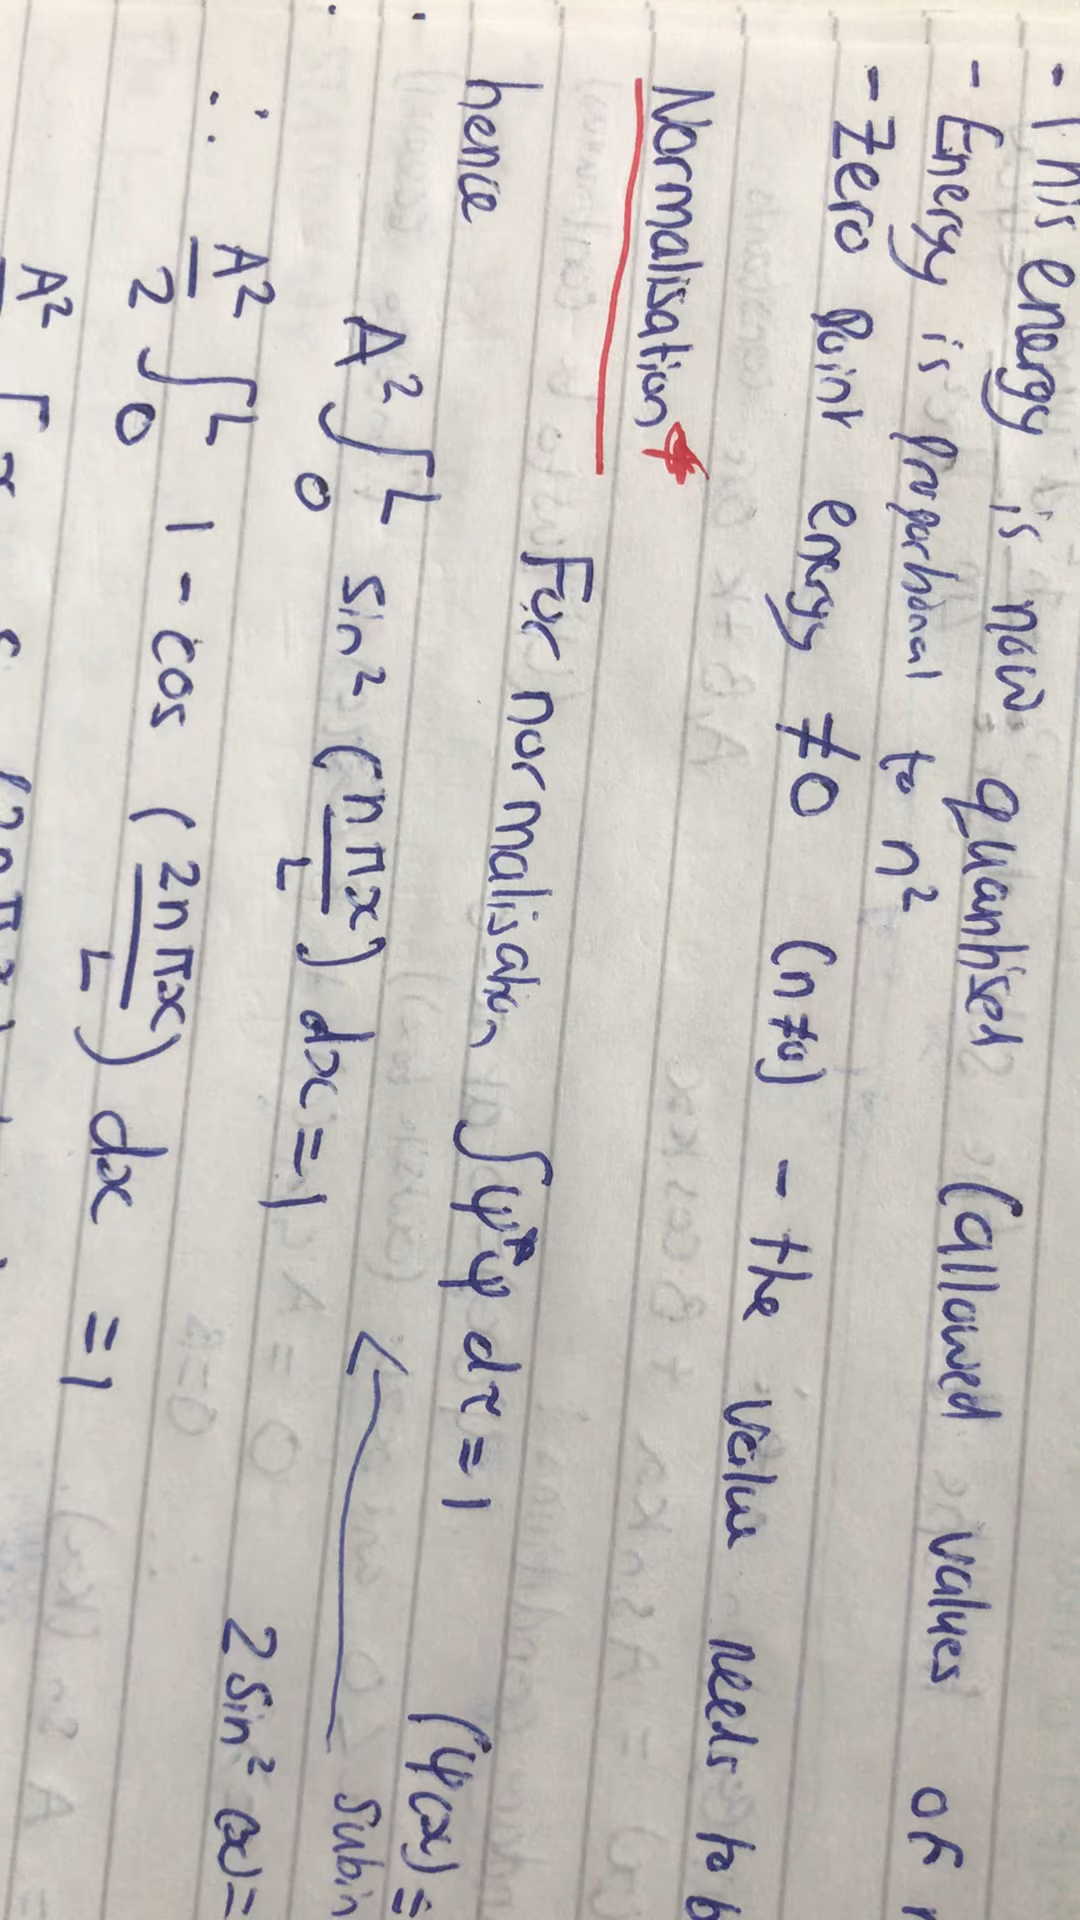 - This energy is now quantised (allowed values of
- Energy is proportional to n²
- Zero point energy ≠0 (n≠0) - the value needs to b
Normalisation
For normalisation ∫ψ*ψ dτ = 1 (ψ(x) =
hence A² ∫₀ᴸ sin² (nπx/L) dx = 1 sub in
2 sin² (x) =
∴ A²/2 ∫₀ᴸ 1 - cos (2nπx/L) dx = 1
A²